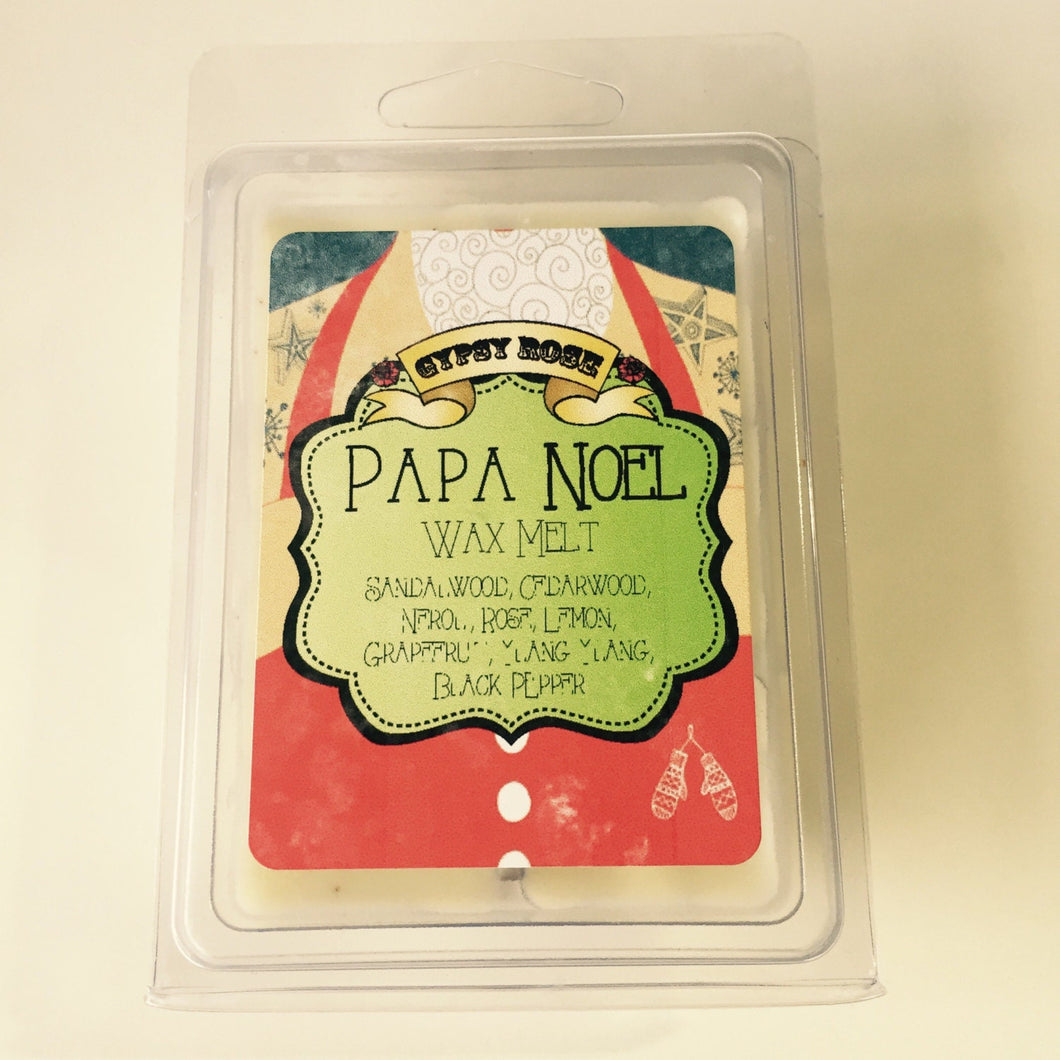 GYPSY ROSE
PAPA NOEL
WAX MELT
SANDALWOOD, CEDARWOOD,
NEROLI, ROSE, LEMON,
GRAPEFRUIT, YLANG YLANG,
BLACK PEPPER